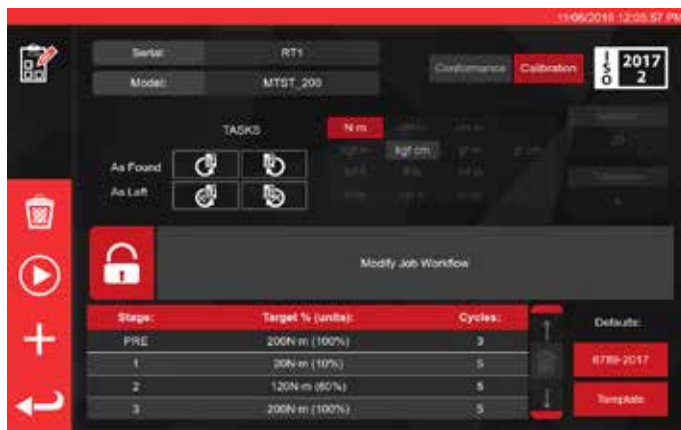 11/06/2018 12:05:57 PM
Serial: RT1
Model: MTST_200
Conformance Calibration
ISO 2017 2
TASKS
N·m
kgf·cm
As Found
As Left
Modify Job Workflow
Stage: Target % (units): Cycles:
PRE 200N·m (100%) 3
1 20N·m (10%) 5
2 120N·m (60%) 5
3 200N·m (100%) 5
Defaults:
6789-2017
Template